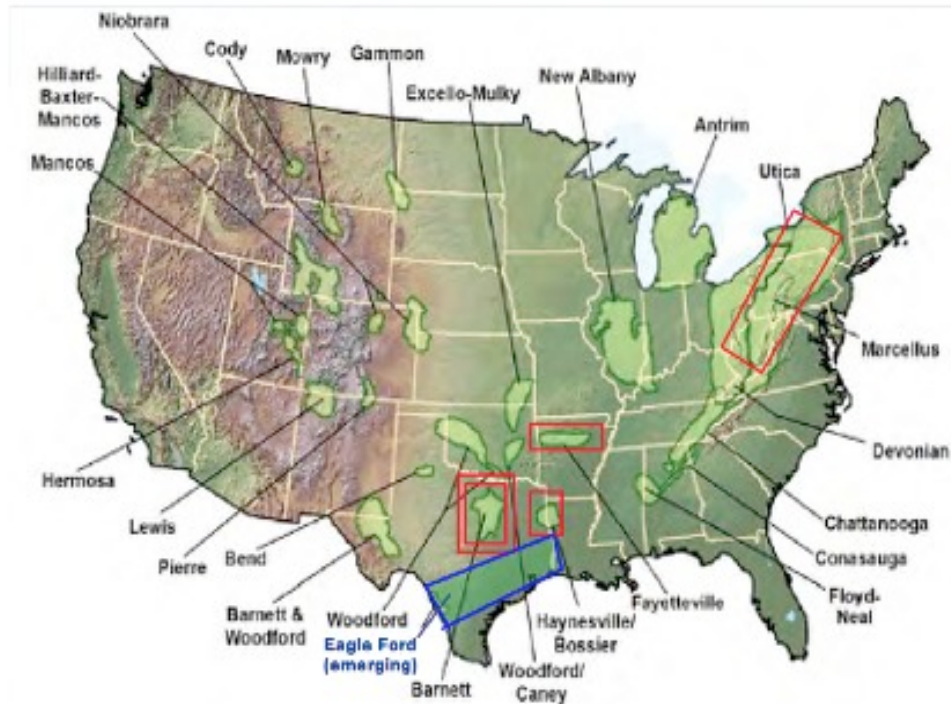 Niobrara
Cody
Mowry
Gammon
Hilliard-
Baxter-
Mancos
Mancos
Excello-Mulky
New Albany
Antrim
Utica
Marcellus
Devonian
Chattanooga
Conasauga
Floyd-
Neal
Fayetteville
Haynesville/
Bossier
Woodford/
Caney
Barnett
Eagle Ford
(emerging)
Woodford
Barnett &
Woodford
Bend
Pierre
Lewis
Hermosa